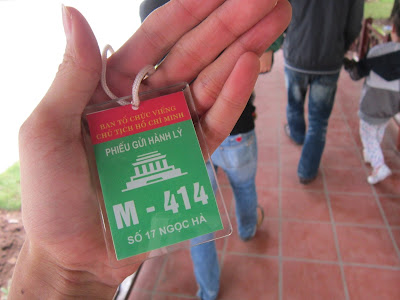 BAN TỔ CHỨC VIẾNG
CHỦ TỊCH HỒ CHÍ MINH
PHIẾU GỬI HÀNH LÝ
M - 414
SỐ 17 NGỌC HÀ